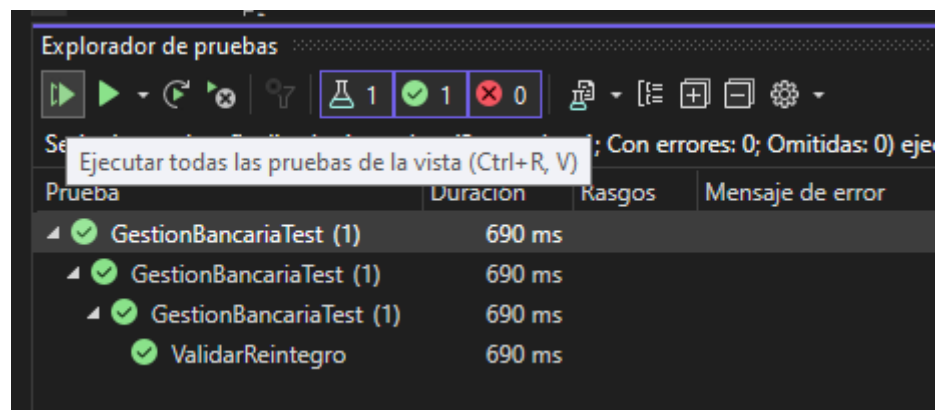 Explorador de pruebas
1 1 0
Ejecutar todas las pruebas de la vista (Ctrl+R, V) ; Con errores: 0; Omitidas: 0) eje
Prueba Duración Rasgos Mensaje de error
GestionBancariaTest (1) 690 ms
GestionBancariaTest (1) 690 ms
GestionBancariaTest (1) 690 ms
ValidarReintegro 690 ms